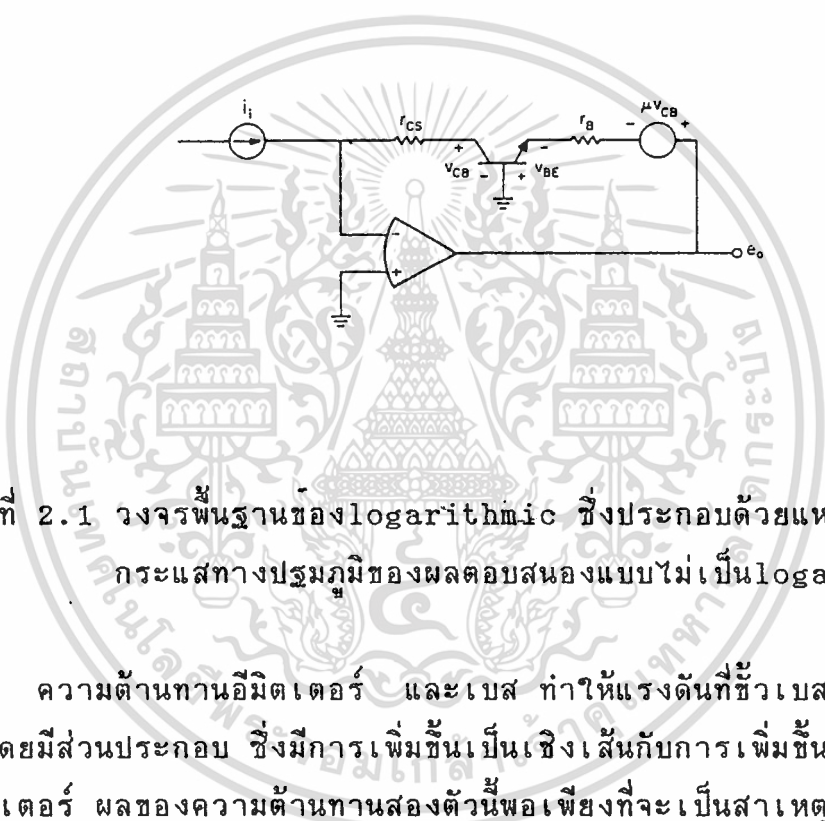 i_i
r_CS
r_B
- μv_CB +
+ - 
v_CB - + v_BE
-
+
e_o
ที่ 2.1 วงจรพื้นฐานของlogarithmic ซึ่งประกอบด้วยแห
กระแสทางปฐมภูมิของผลตอบสนองแบบไม่เป็นloga
ความต้านทานอีมิตเตอร์ และเบส ทำให้แรงดันที่ขั้วเบส
ดยมีส่วนประกอบ ซึ่งมีการเพิ่มขึ้นเป็นเชิงเส้นกับการเพิ่มขึ้น
เตอร์ ผลของความต้านทานสองตัวนี้พอเพียงที่จะเป็นสาเหตุ